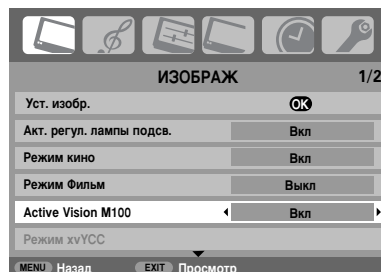 ИЗОБРАЖ 1/2
Уст. изобр. OK
Акт. регул. лампы подсв. Вкл
Режим кино Вкл
Режим Фильм Выкл
Active Vision M100 Вкл
Режим xvYCC
MENU Назад EXIT Просмотр